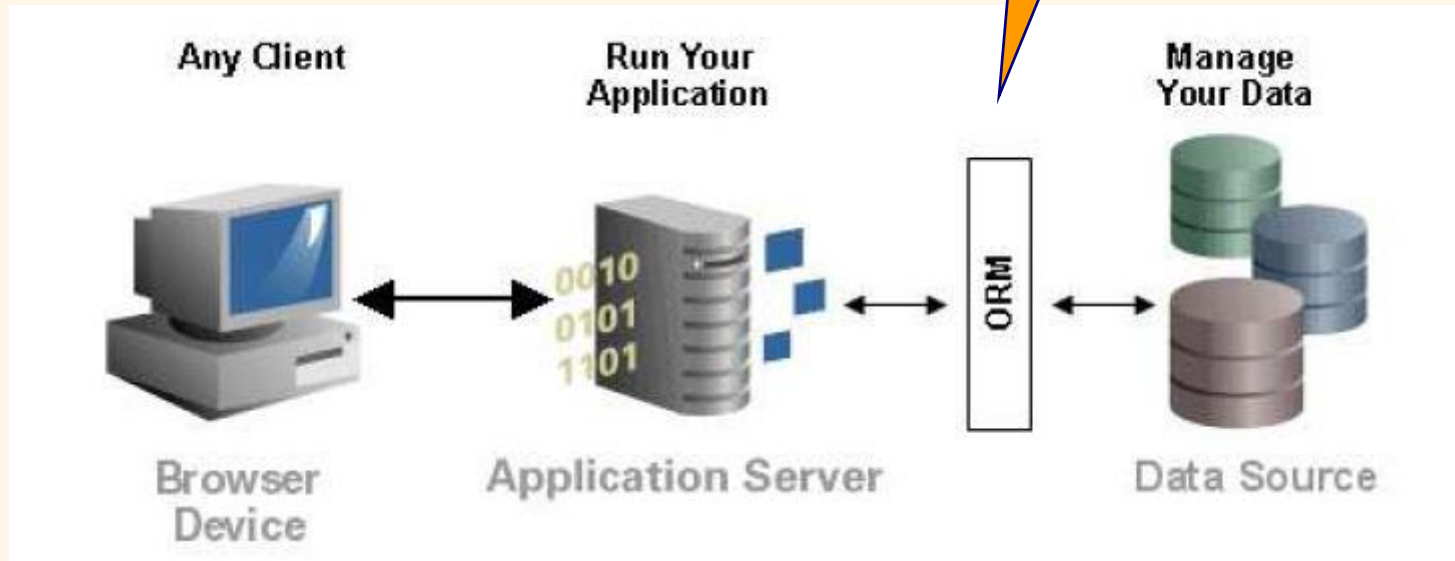 Any Client
Run Your
Application
Manage
Your Data
0010
0101
1101
ORM
Browser
Device
Application Server
Data Source